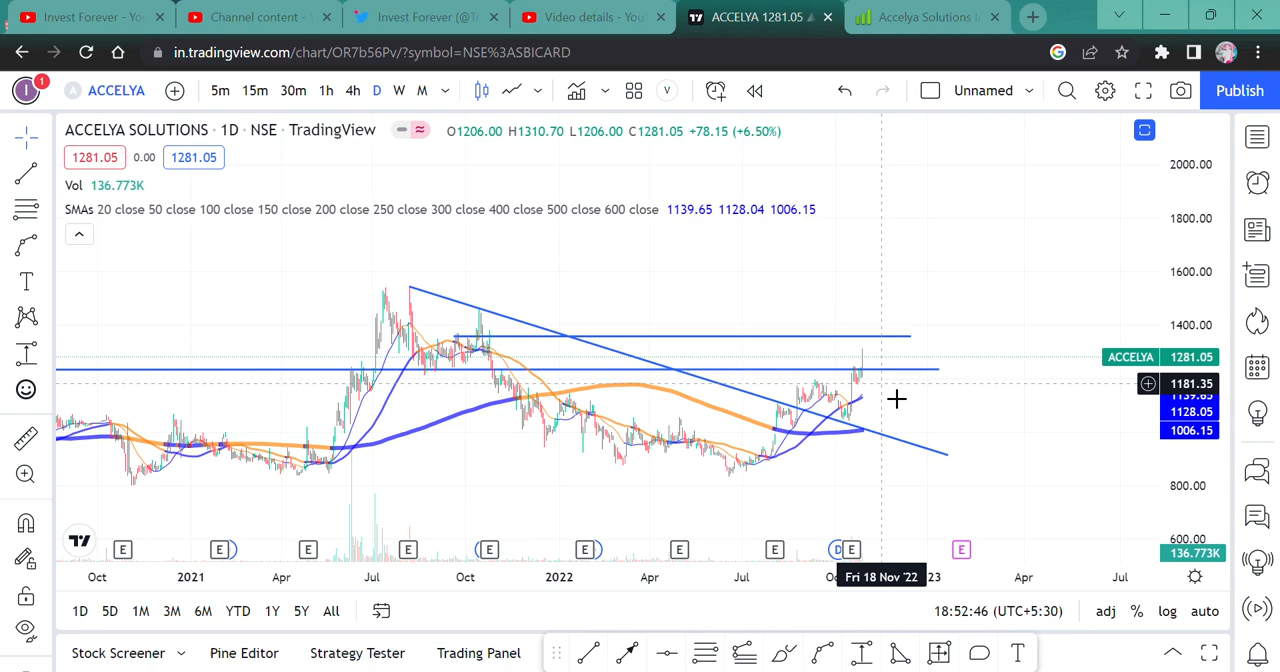 Invest Forever - You
Channel content -
Invest Forever (@T
Video details - You
ACCELYA 1281.05
Accelya Solutions I
in.tradingview.com/chart/OR7b56Pv/?symbol=NSE%3ASBICARD
I 1 ACCELYA 5m 15m 30m 1h 4h D W M V Unnamed Publish
ACCELYA SOLUTIONS · 1D · NSE · TradingView O1206.00 H1310.70 L1206.00 C1281.05 +78.15 (+6.50%)
1281.05 0.00 1281.05
Vol 136.773K
SMAs 20 close 50 close 100 close 150 close 200 close 250 close 300 close 400 close 500 close 600 close 1139.65 1128.04 1006.15
2000.00
1800.00
1600.00
1400.00
ACCELYA 1281.05
1181.35
1139.65
1128.05
1006.15
800.00
600.00
136.773K
E E E E E E E E D E E
Oct 2021 Apr Jul Oct 2022 Apr Jul Fri 18 Nov '22 23 Apr Jul
1D 5D 1M 3M 6M YTD 1Y 5Y All 18:52:46 (UTC+5:30) adj % log auto
Stock Screener Pine Editor Strategy Tester Trading Panel T